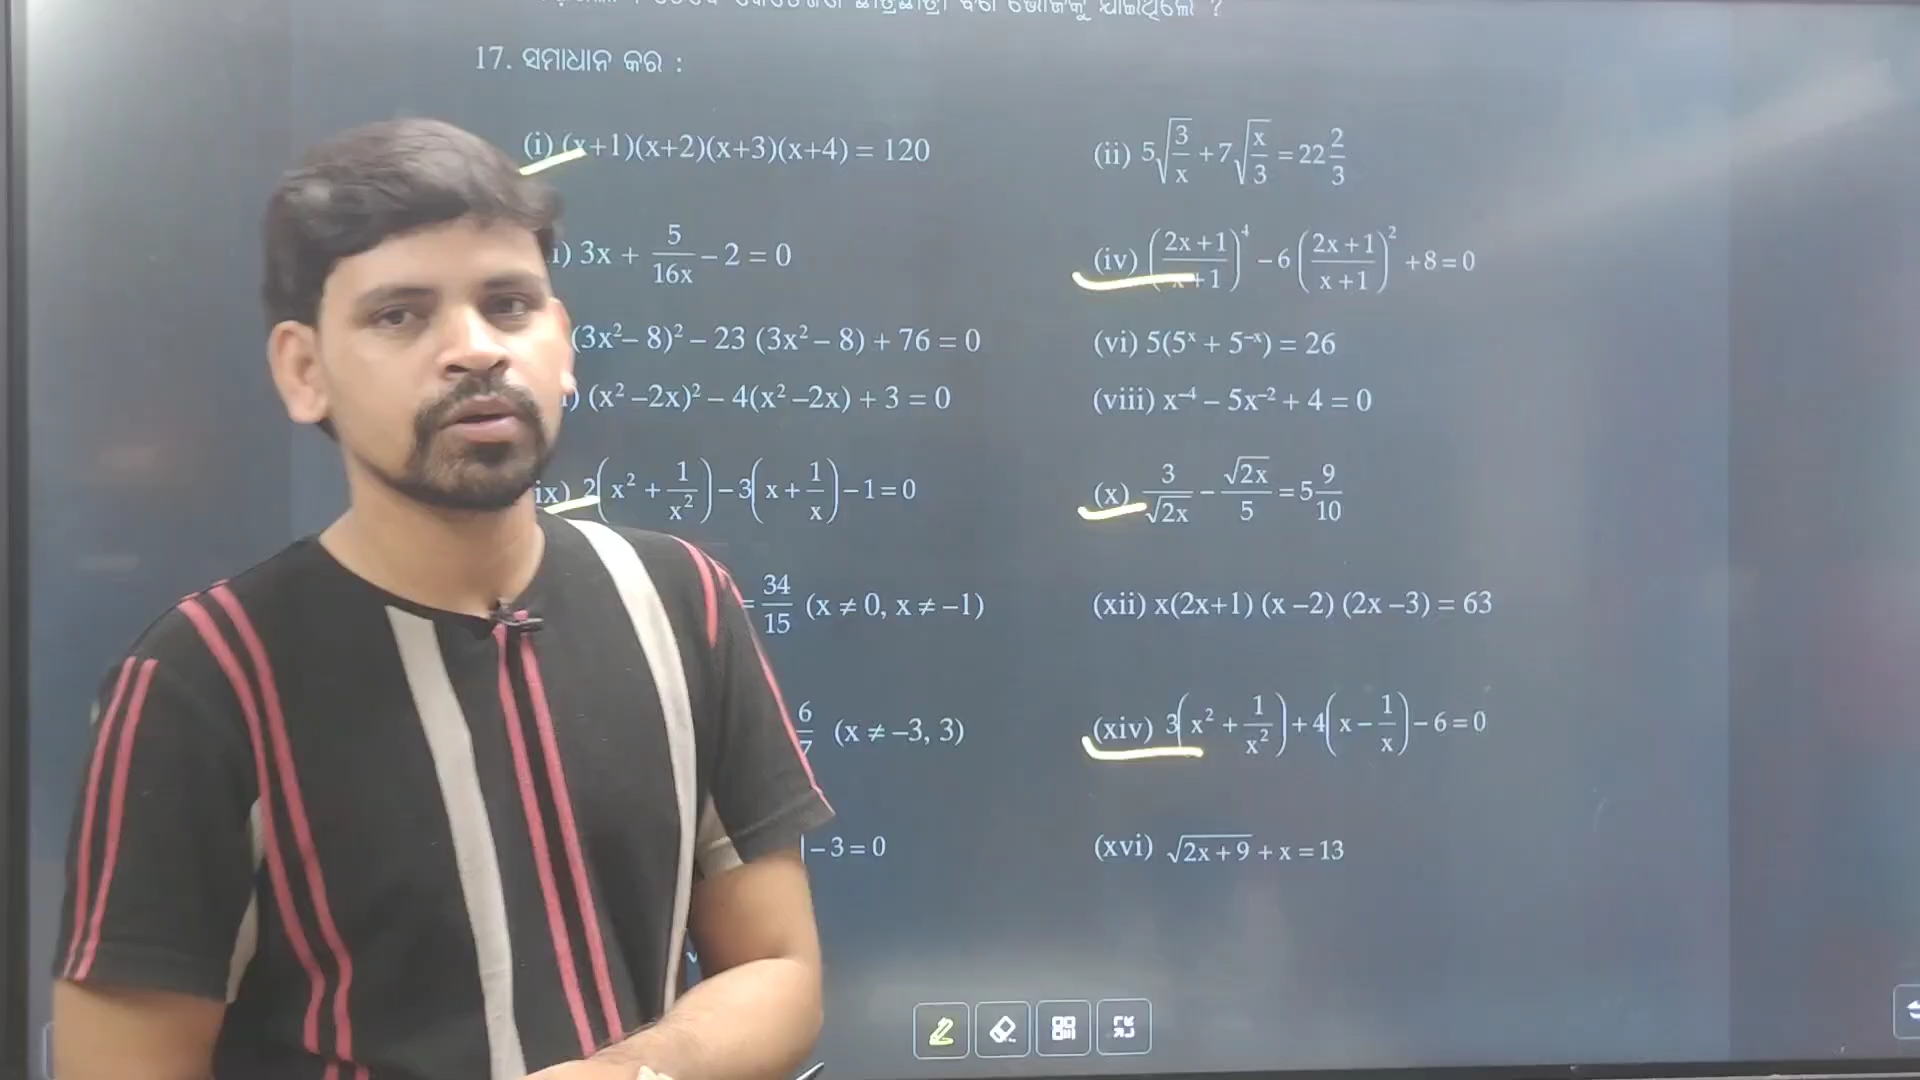 ଯାଇଥିଲେ ?
17. ସମାଧାନ କର :
(i) (x+1)(x+2)(x+3)(x+4) = 120
(ii) 5√(3/x) + 7√(x/3) = 22 2/3
) 3x + 5/16x − 2 = 0
(iv) ((2x+1)/(x+1))⁴ − 6((2x+1)/(x+1))² + 8 = 0
(3x² − 8)² − 23 (3x² − 8) + 76 = 0
(vi) 5(5ˣ + 5⁻ˣ) = 26
) (x² − 2x)² − 4(x² − 2x) + 3 = 0
(viii) x⁻⁴ − 5x⁻² + 4 = 0
ix) 2(x² + 1/x²) − 3(x + 1/x) − 1 = 0
(x) 3/√2x − √2x/5 = 5 9/10
= 34/15 (x ≠ 0, x ≠ −1)
(xii) x(2x+1) (x −2) (2x −3) = 63
6/7 (x ≠ −3, 3)
(xiv) 3(x² + 1/x²) + 4(x − 1/x) − 6 = 0
− 3 = 0
(xvi) √(2x + 9) + x = 13